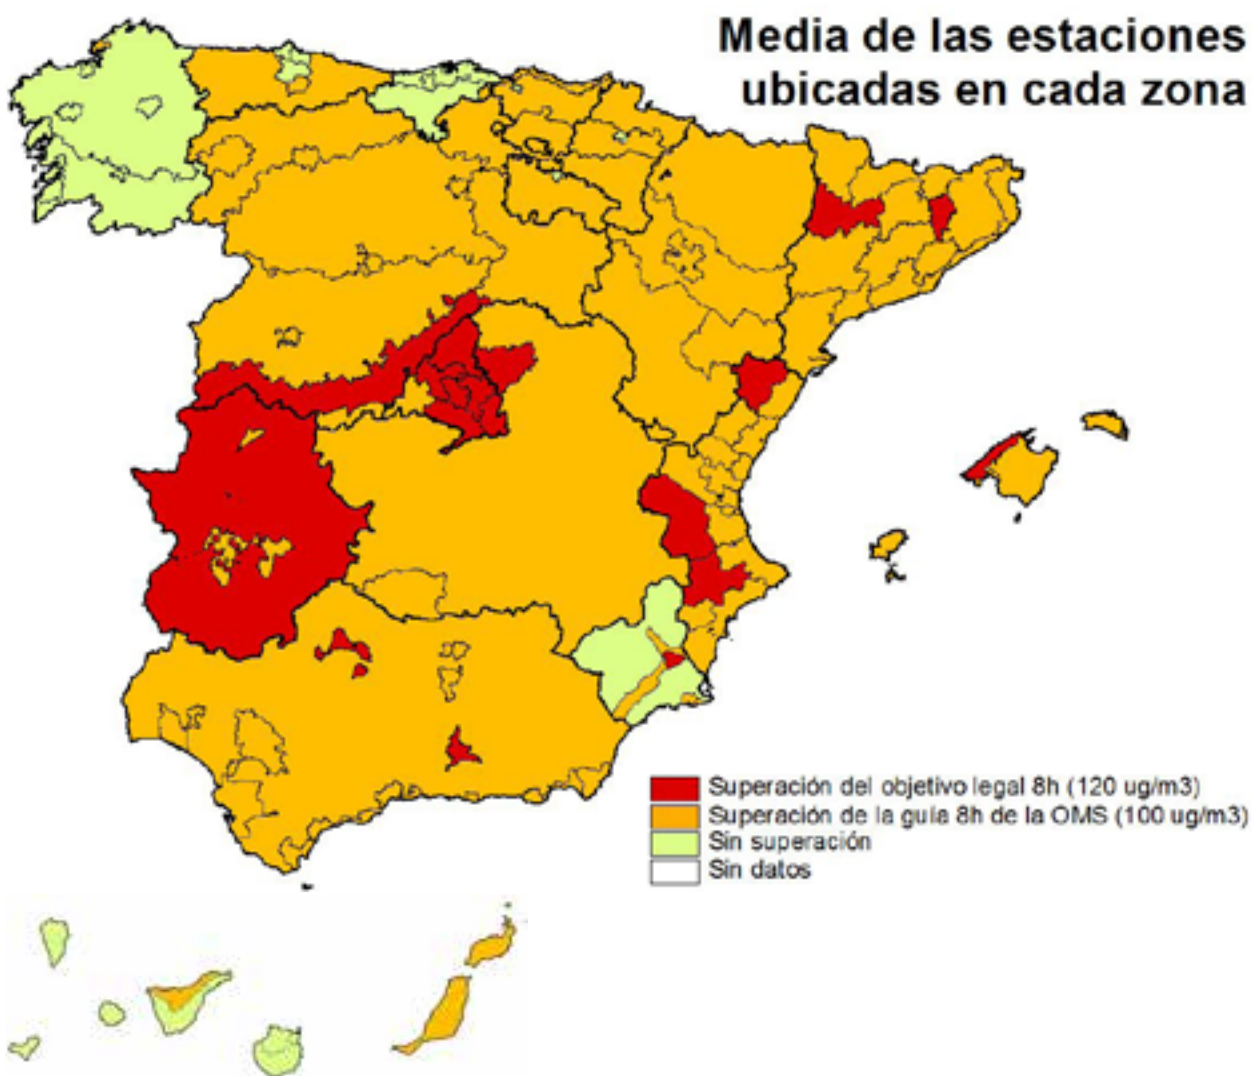 Media de las estaciones
ubicadas en cada zona
Superación del objetivo legal 8h (120 ug/m3)
Superación de la guía 8h de la OMS (100 ug/m3)
Sin superación
Sin datos